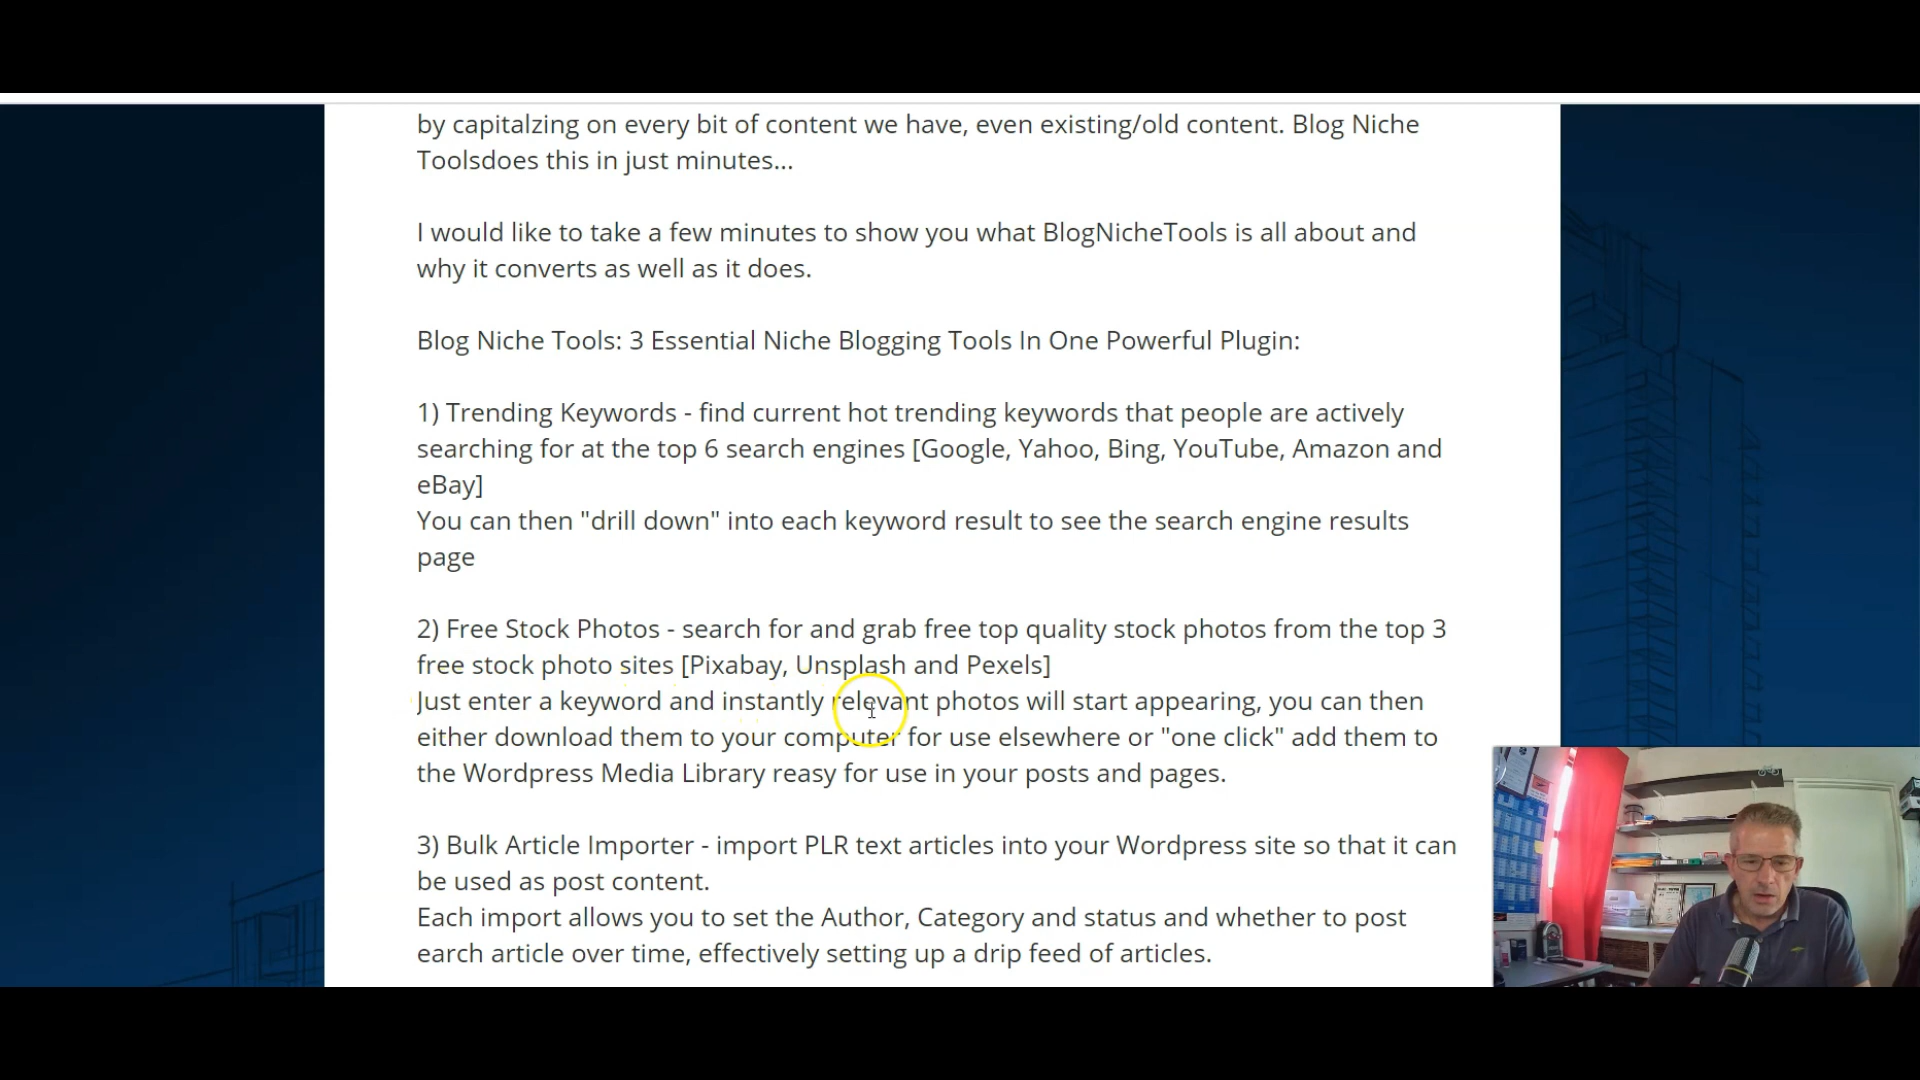 by capitalzing on every bit of content we have, even existing/old content. Blog Niche
Toolsdoes this in just minutes...
I would like to take a few minutes to show you what BlogNicheTools is all about and
why it converts as well as it does.
Blog Niche Tools: 3 Essential Niche Blogging Tools In One Powerful Plugin:
1) Trending Keywords - find current hot trending keywords that people are actively
searching for at the top 6 search engines [Google, Yahoo, Bing, YouTube, Amazon and
eBay]
You can then "drill down" into each keyword result to see the search engine results
page
2) Free Stock Photos - search for and grab free top quality stock photos from the top 3
free stock photo sites [Pixabay, Unsplash and Pexels]
Just enter a keyword and instantly relevant photos will start appearing, you can then
either download them to your computer for use elsewhere or "one click" add them to
the Wordpress Media Library reasy for use in your posts and pages.
3) Bulk Article Importer - import PLR text articles into your Wordpress site so that it can
be used as post content.
Each import allows you to set the Author, Category and status and whether to post
earch article over time, effectively setting up a drip feed of articles.